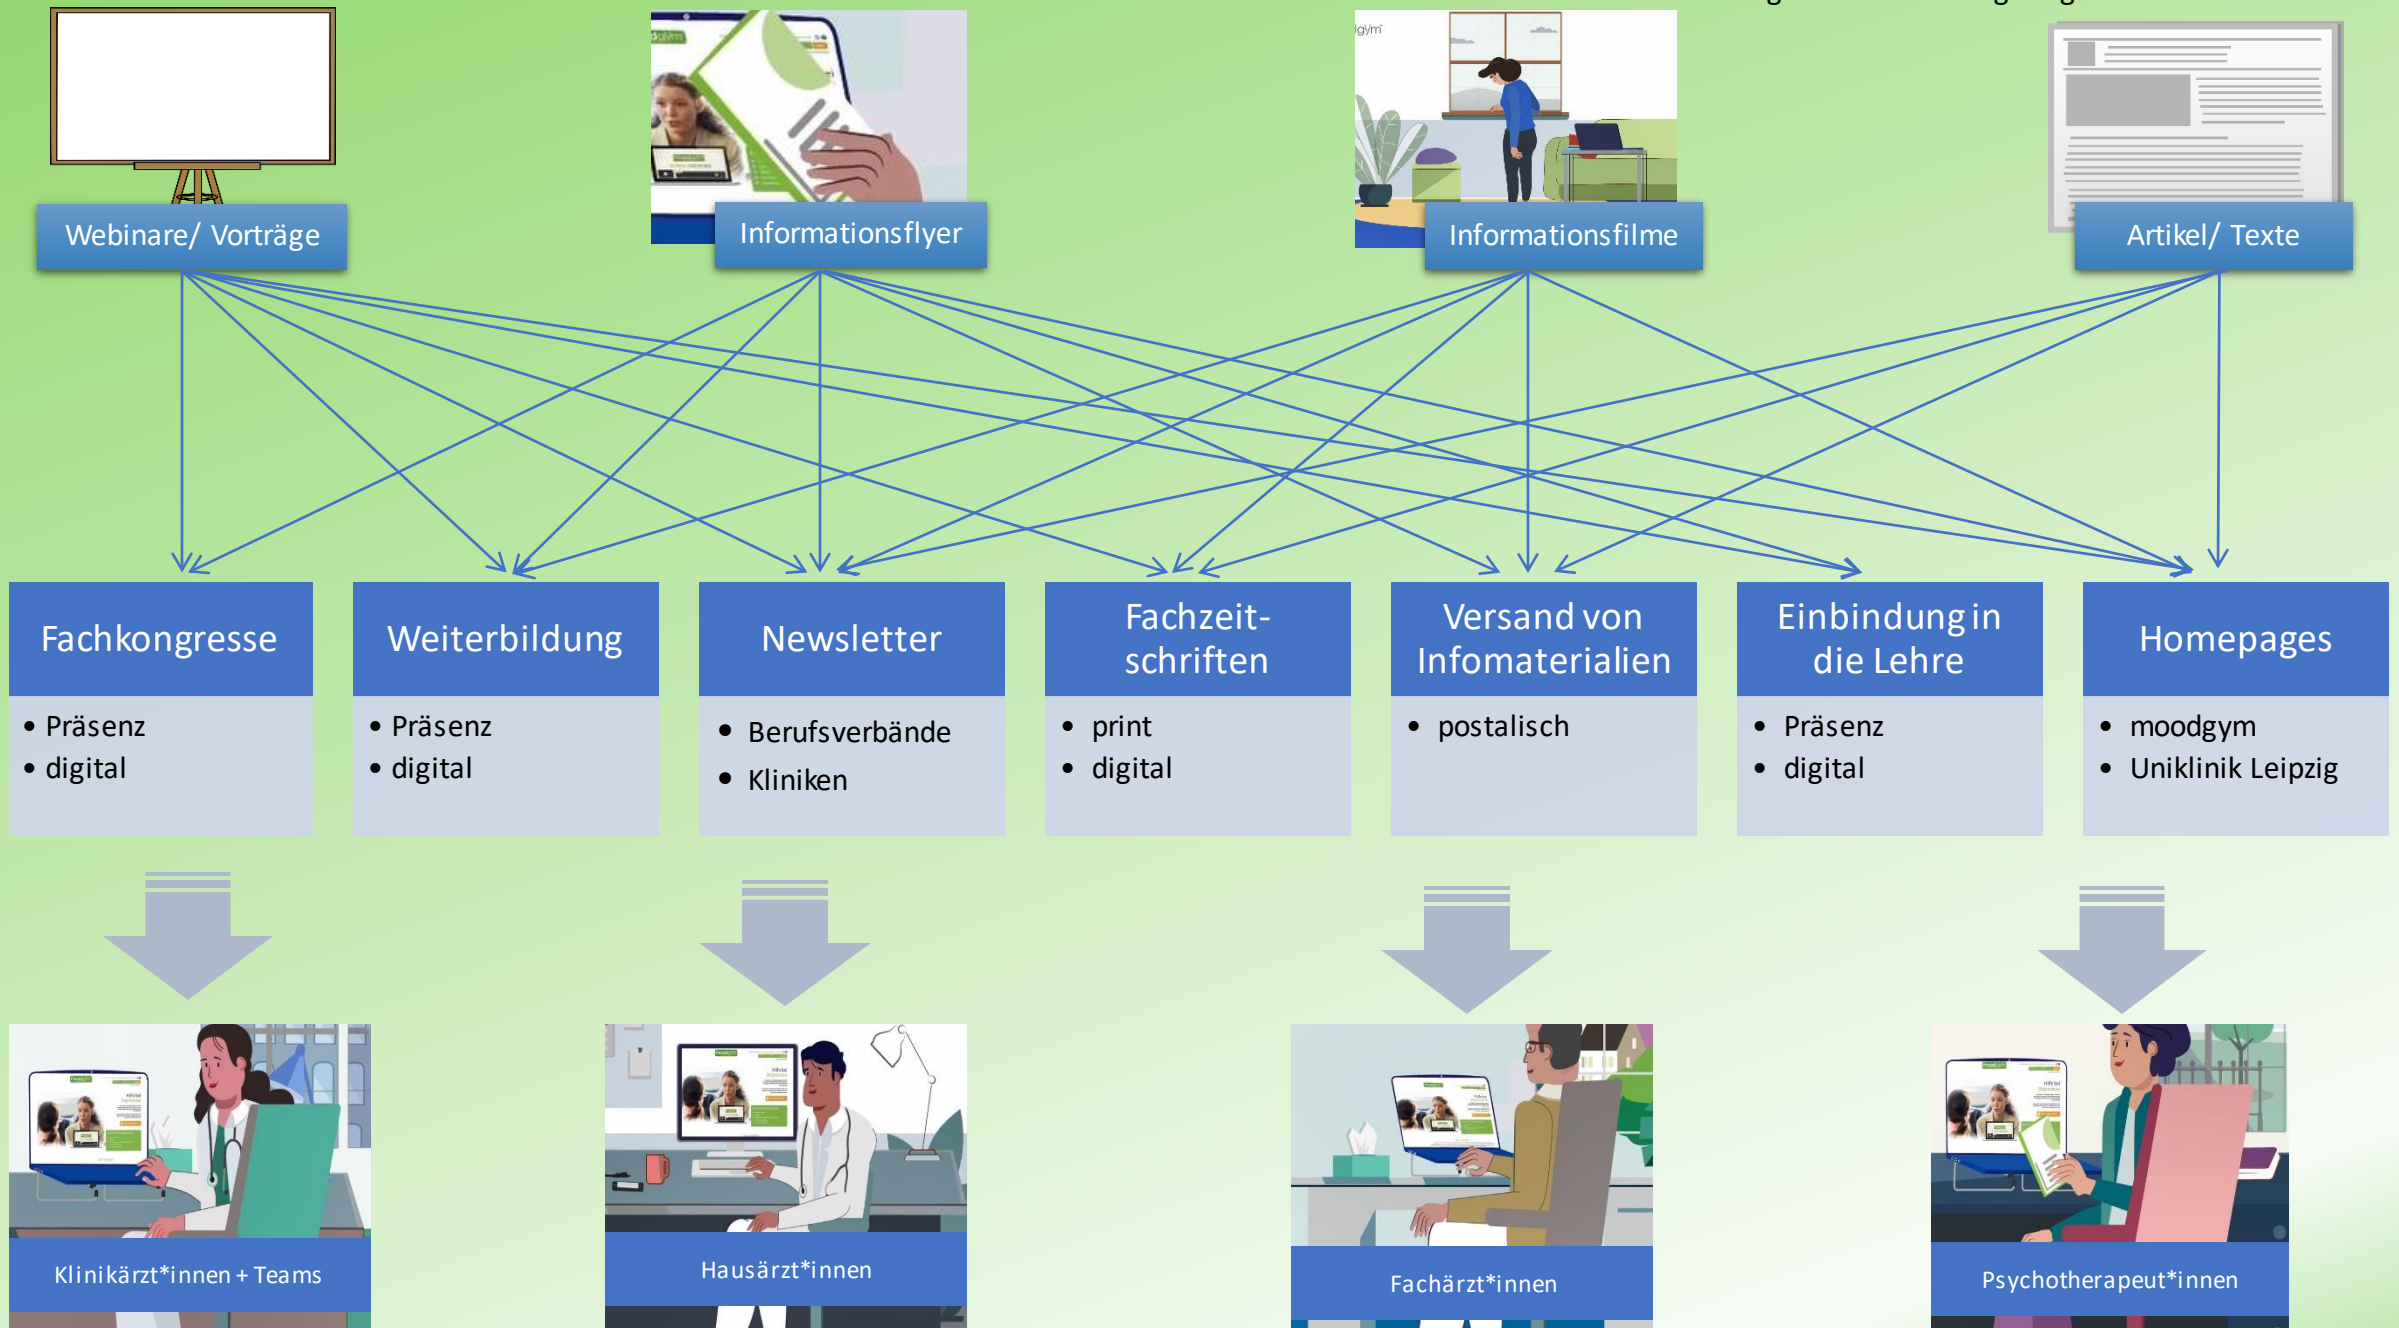 Webinare/ Vorträge
Informationsflyer
Informationsfilme
Artikel/ Texte
Fachkongresse
• Präsenz
• digital
Weiterbildung
• Präsenz
• digital
Newsletter
• Berufsverbände
• Kliniken
Fachzeit-
schriften
• print
• digital
Versand von
Infomaterialien
• postalisch
Einbindung in
die Lehre
• Präsenz
• digital
Homepages
• moodgym
• Uniklinik Leipzig
Klinikärzt*innen + Teams
Hausärzt*innen
Fachärzt*innen
Psychotherapeut*innen